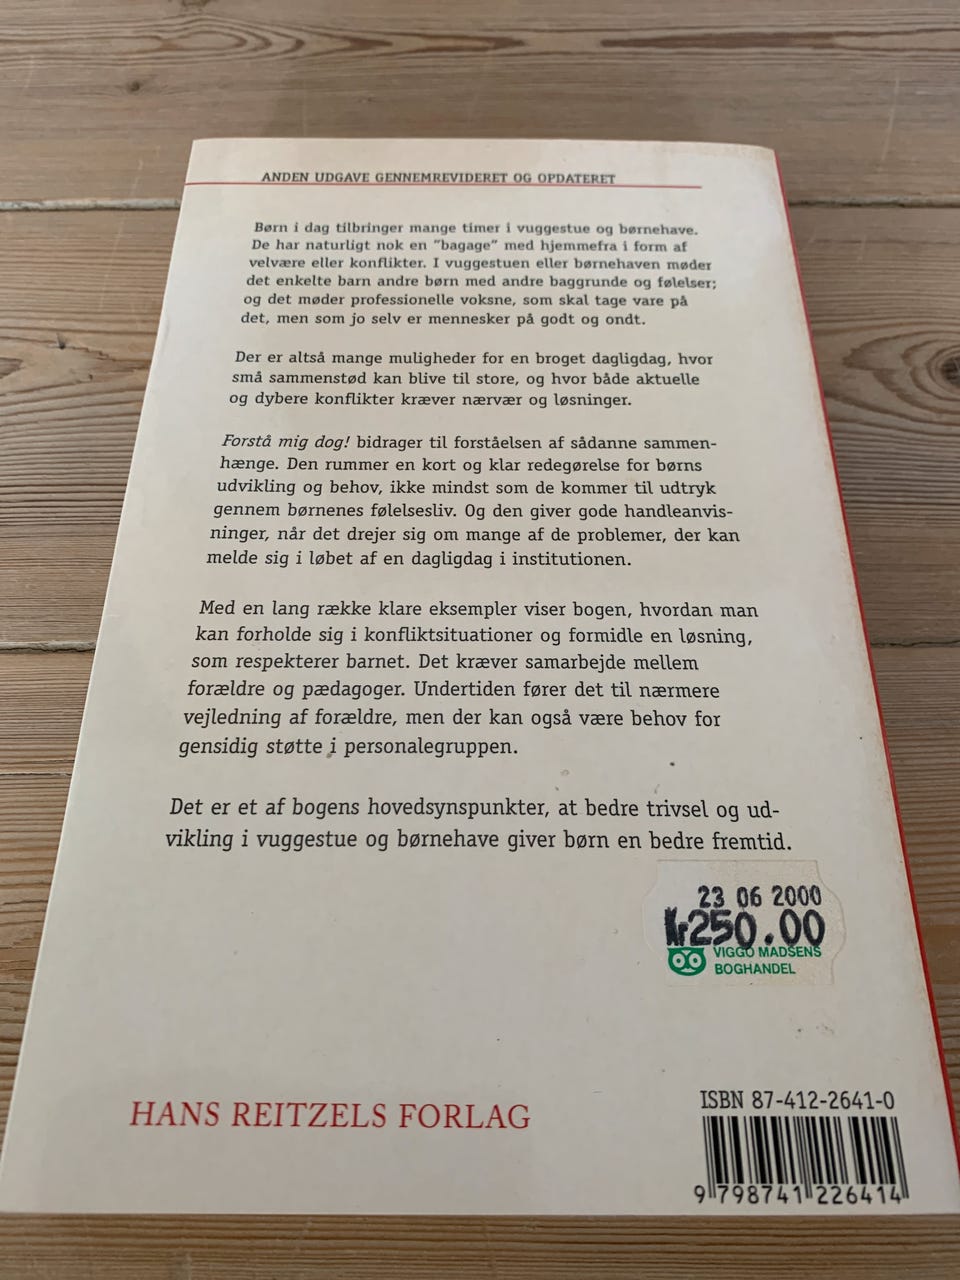 ANDEN UDGAVE GENNEMREVIDERET OG OPDATERET
Børn i dag tilbringer mange timer i vuggestue og børnehave.
De har naturligt nok en "bagage" med hjemmefra i form af
velvære eller konflikter. I vuggestuen eller børnehaven møder
det enkelte barn andre børn med andre baggrunde og følelser;
og det møder professionelle voksne, som skal tage vare på
det, men som jo selv er mennesker på godt og ondt.
Der er altså mange muligheder for en broget dagligdag, hvor
små sammenstød kan blive til store, og hvor både aktuelle
og dybere konflikter kræver nærvær og løsninger.
Forstå mig dog! bidrager til forståelsen af sådanne sammen-
hænge. Den rummer en kort og klar redegørelse for børns
udvikling og behov, ikke mindst som de kommer til udtryk
gennem børnenes følelsesliv. Og den giver gode handleanvis-
ninger, når det drejer sig om mange af de problemer, der kan
melde sig i løbet af en dagligdag i institutionen.
Med en lang række klare eksempler viser bogen, hvordan man
kan forholde sig i konfliktsituationer og formidle en løsning,
som respekterer barnet. Det kræver samarbejde mellem
forældre og pædagoger. Undertiden fører det til nærmere
vejledning af forældre, men der kan også være behov for
gensidig støtte i personalegruppen.
Det er et af bogens hovedsynspunkter, at bedre trivsel og ud-
vikling i vuggestue og børnehave giver børn en bedre fremtid.
23 06 2000
Kr250.00
VIGGO MADSENS
BOGHANDEL
HANS REITZELS FORLAG
ISBN 87-412-2641-0
9 798741 226414